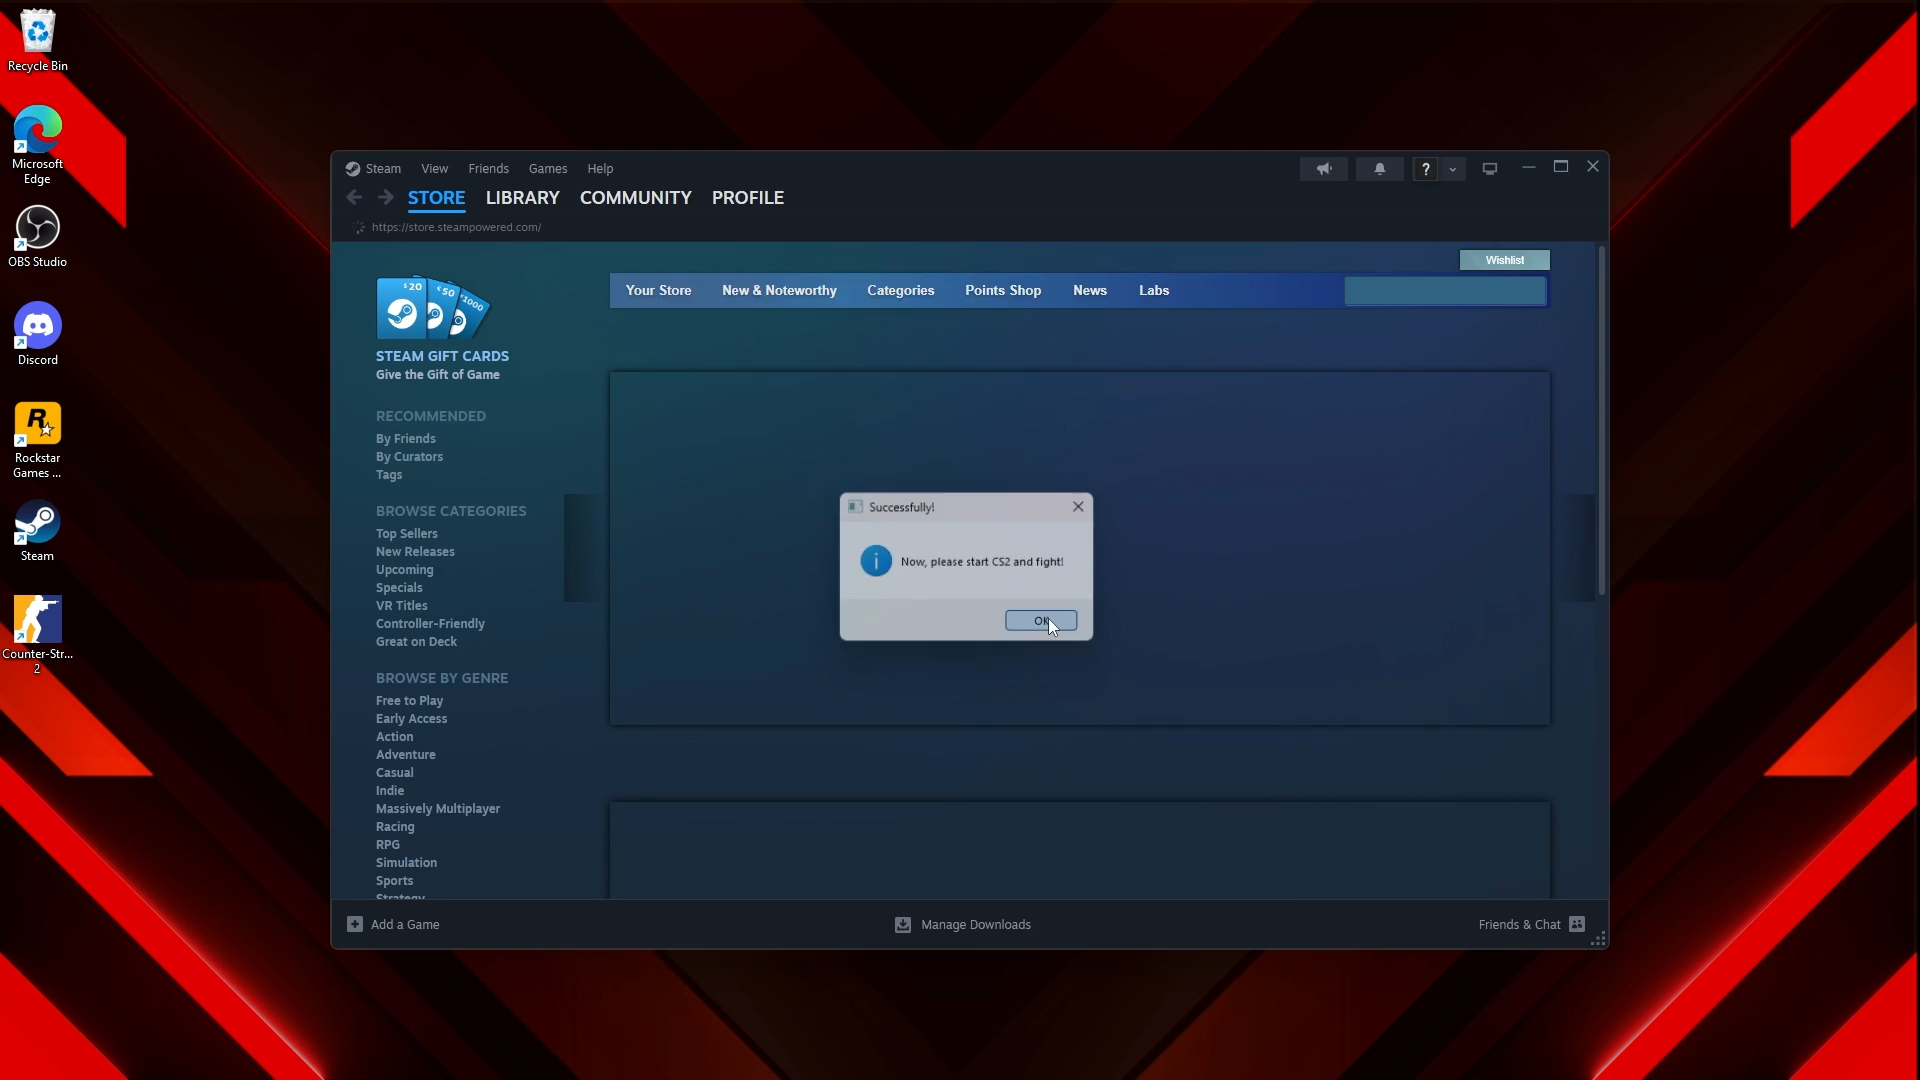 Recycle Bin
Microsoft
Edge
OBS Studio
Discord
Rockstar
Games ...
Steam
Counter-Str...
2
Steam View Friends Games Help
?
STORE LIBRARY COMMUNITY PROFILE
https://store.steampowered.com/
Wishlist
$20 €50 ¥1000
Your Store New & Noteworthy Categories Points Shop News Labs
STEAM GIFT CARDS
Give the Gift of Game
RECOMMENDED
By Friends
By Curators
Tags
BROWSE CATEGORIES
Top Sellers
New Releases
Upcoming
Specials
VR Titles
Controller-Friendly
Great on Deck
BROWSE BY GENRE
Free to Play
Early Access
Action
Adventure
Casual
Indie
Massively Multiplayer
Racing
RPG
Simulation
Sports
Strategy
Successfully!
Now, please start CS2 and fight!
OK
Add a Game
Manage Downloads
Friends & Chat